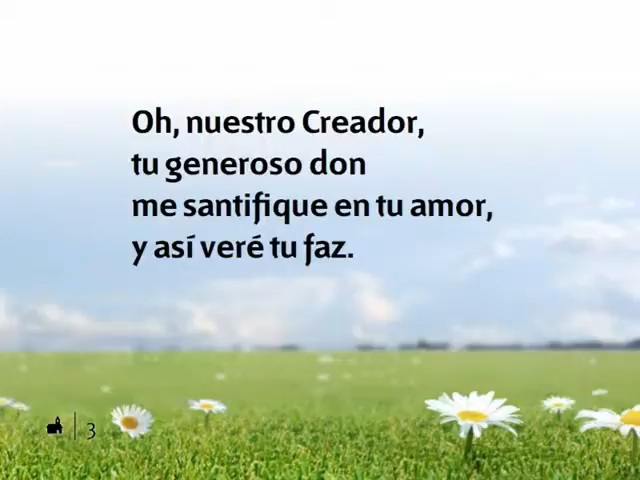 Oh, nuestro Creador,
tu generoso don
me santifique en tu amor,
y así veré tu faz.
3